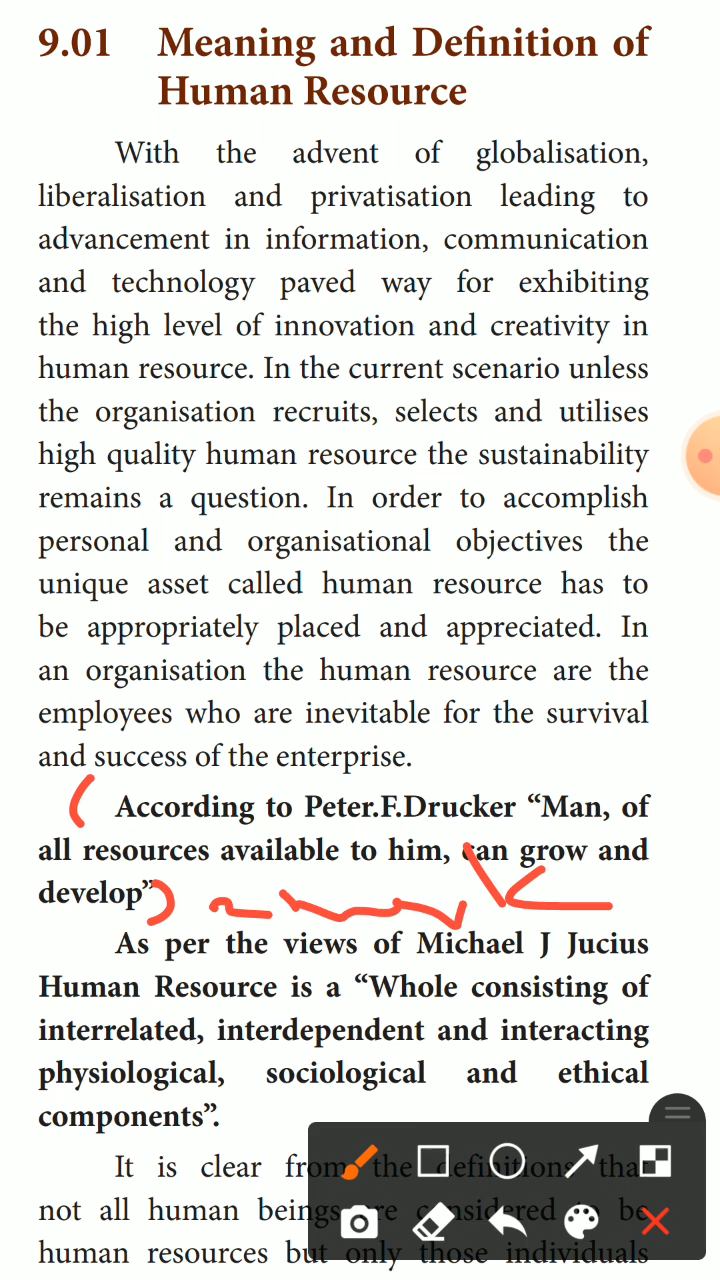 9.01 Meaning and Definition of
Human Resource
With the advent of globalisation,
liberalisation and privatisation leading to
advancement in information, communication
and technology paved way for exhibiting
the high level of innovation and creativity in
human resource. In the current scenario unless
the organisation recruits, selects and utilises
high quality human resource the sustainability
remains a question. In order to accomplish
personal and organisational objectives the
unique asset called human resource has to
be appropriately placed and appreciated. In
an organisation the human resource are the
employees who are inevitable for the survival
and success of the enterprise.
According to Peter.F.Drucker “Man, of
all resources available to him, can grow and
develop”
As per the views of Michael J Jucius
Human Resource is a “Whole consisting of
interrelated, interdependent and interacting
physiological, sociological and ethical
components”.
It is clear from the definitions that
not all human beings are considered to be
human resources but only those individuals